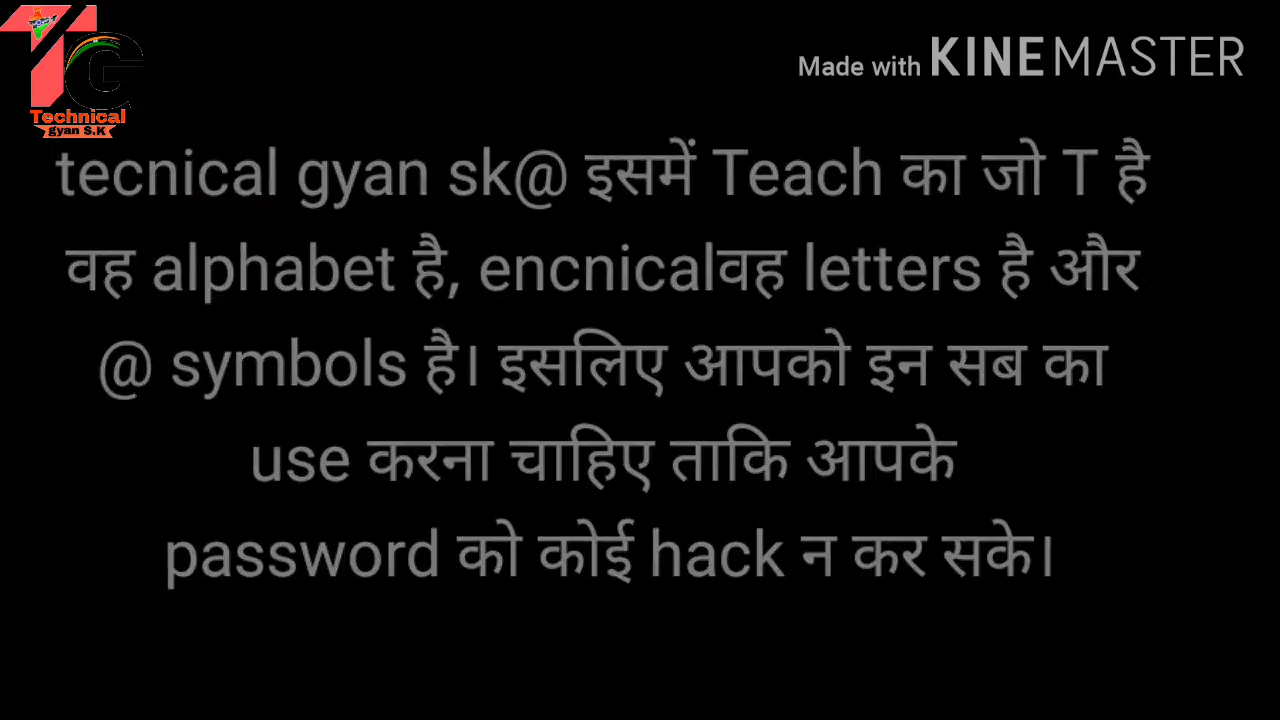 Made with KINEMASTER
TG
Technical
gyan S.K
tecnical gyan sk@ इसमें Teach का जो T है
वह alphabet है, encnicalवह letters है और
@ symbols है। इसलिए आपको इन सब का
use करना चाहिए ताकि आपके
password को कोई hack न कर सके।